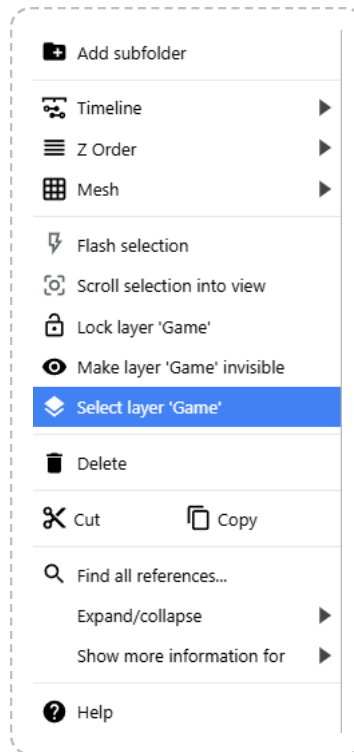 Add subfolder
Timeline
Z Order
Mesh
Flash selection
Scroll selection into view
Lock layer 'Game'
Make layer 'Game' invisible
Select layer 'Game'
Delete
Cut Copy
Find all references...
Expand/collapse
Show more information for
Help